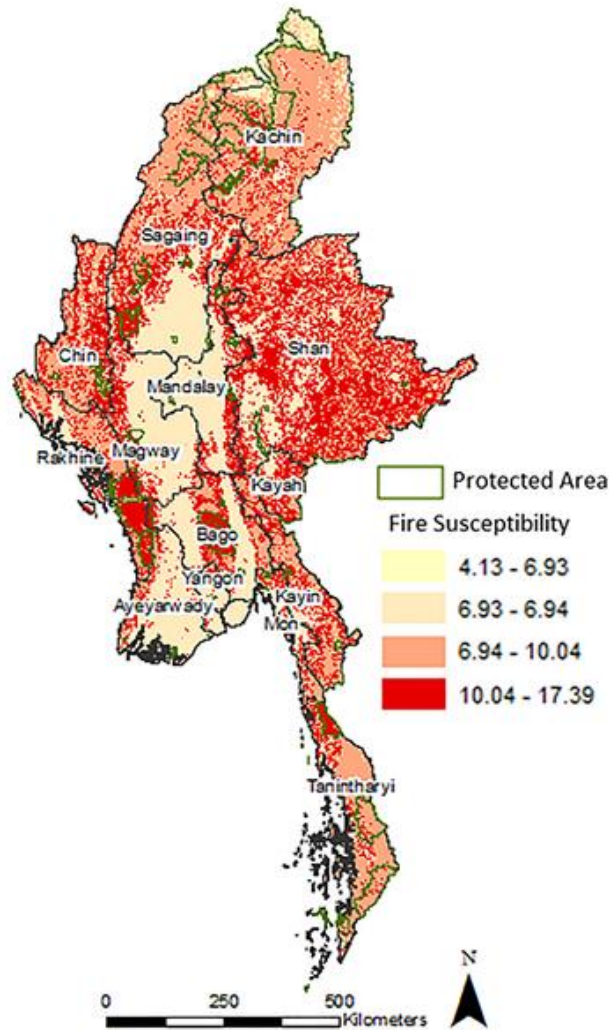 Kachin
Sagaing
Shan
Chin
Mandalay
Rakhine
Magway
Kayah
Bago
Yangon
Ayeyarwady
Kayin
Mon
Tanintharyi
Protected Area
Fire Susceptibility
4.13 - 6.93
6.93 - 6.94
6.94 - 10.04
10.04 - 17.39
N
0 250 500
Kilometers